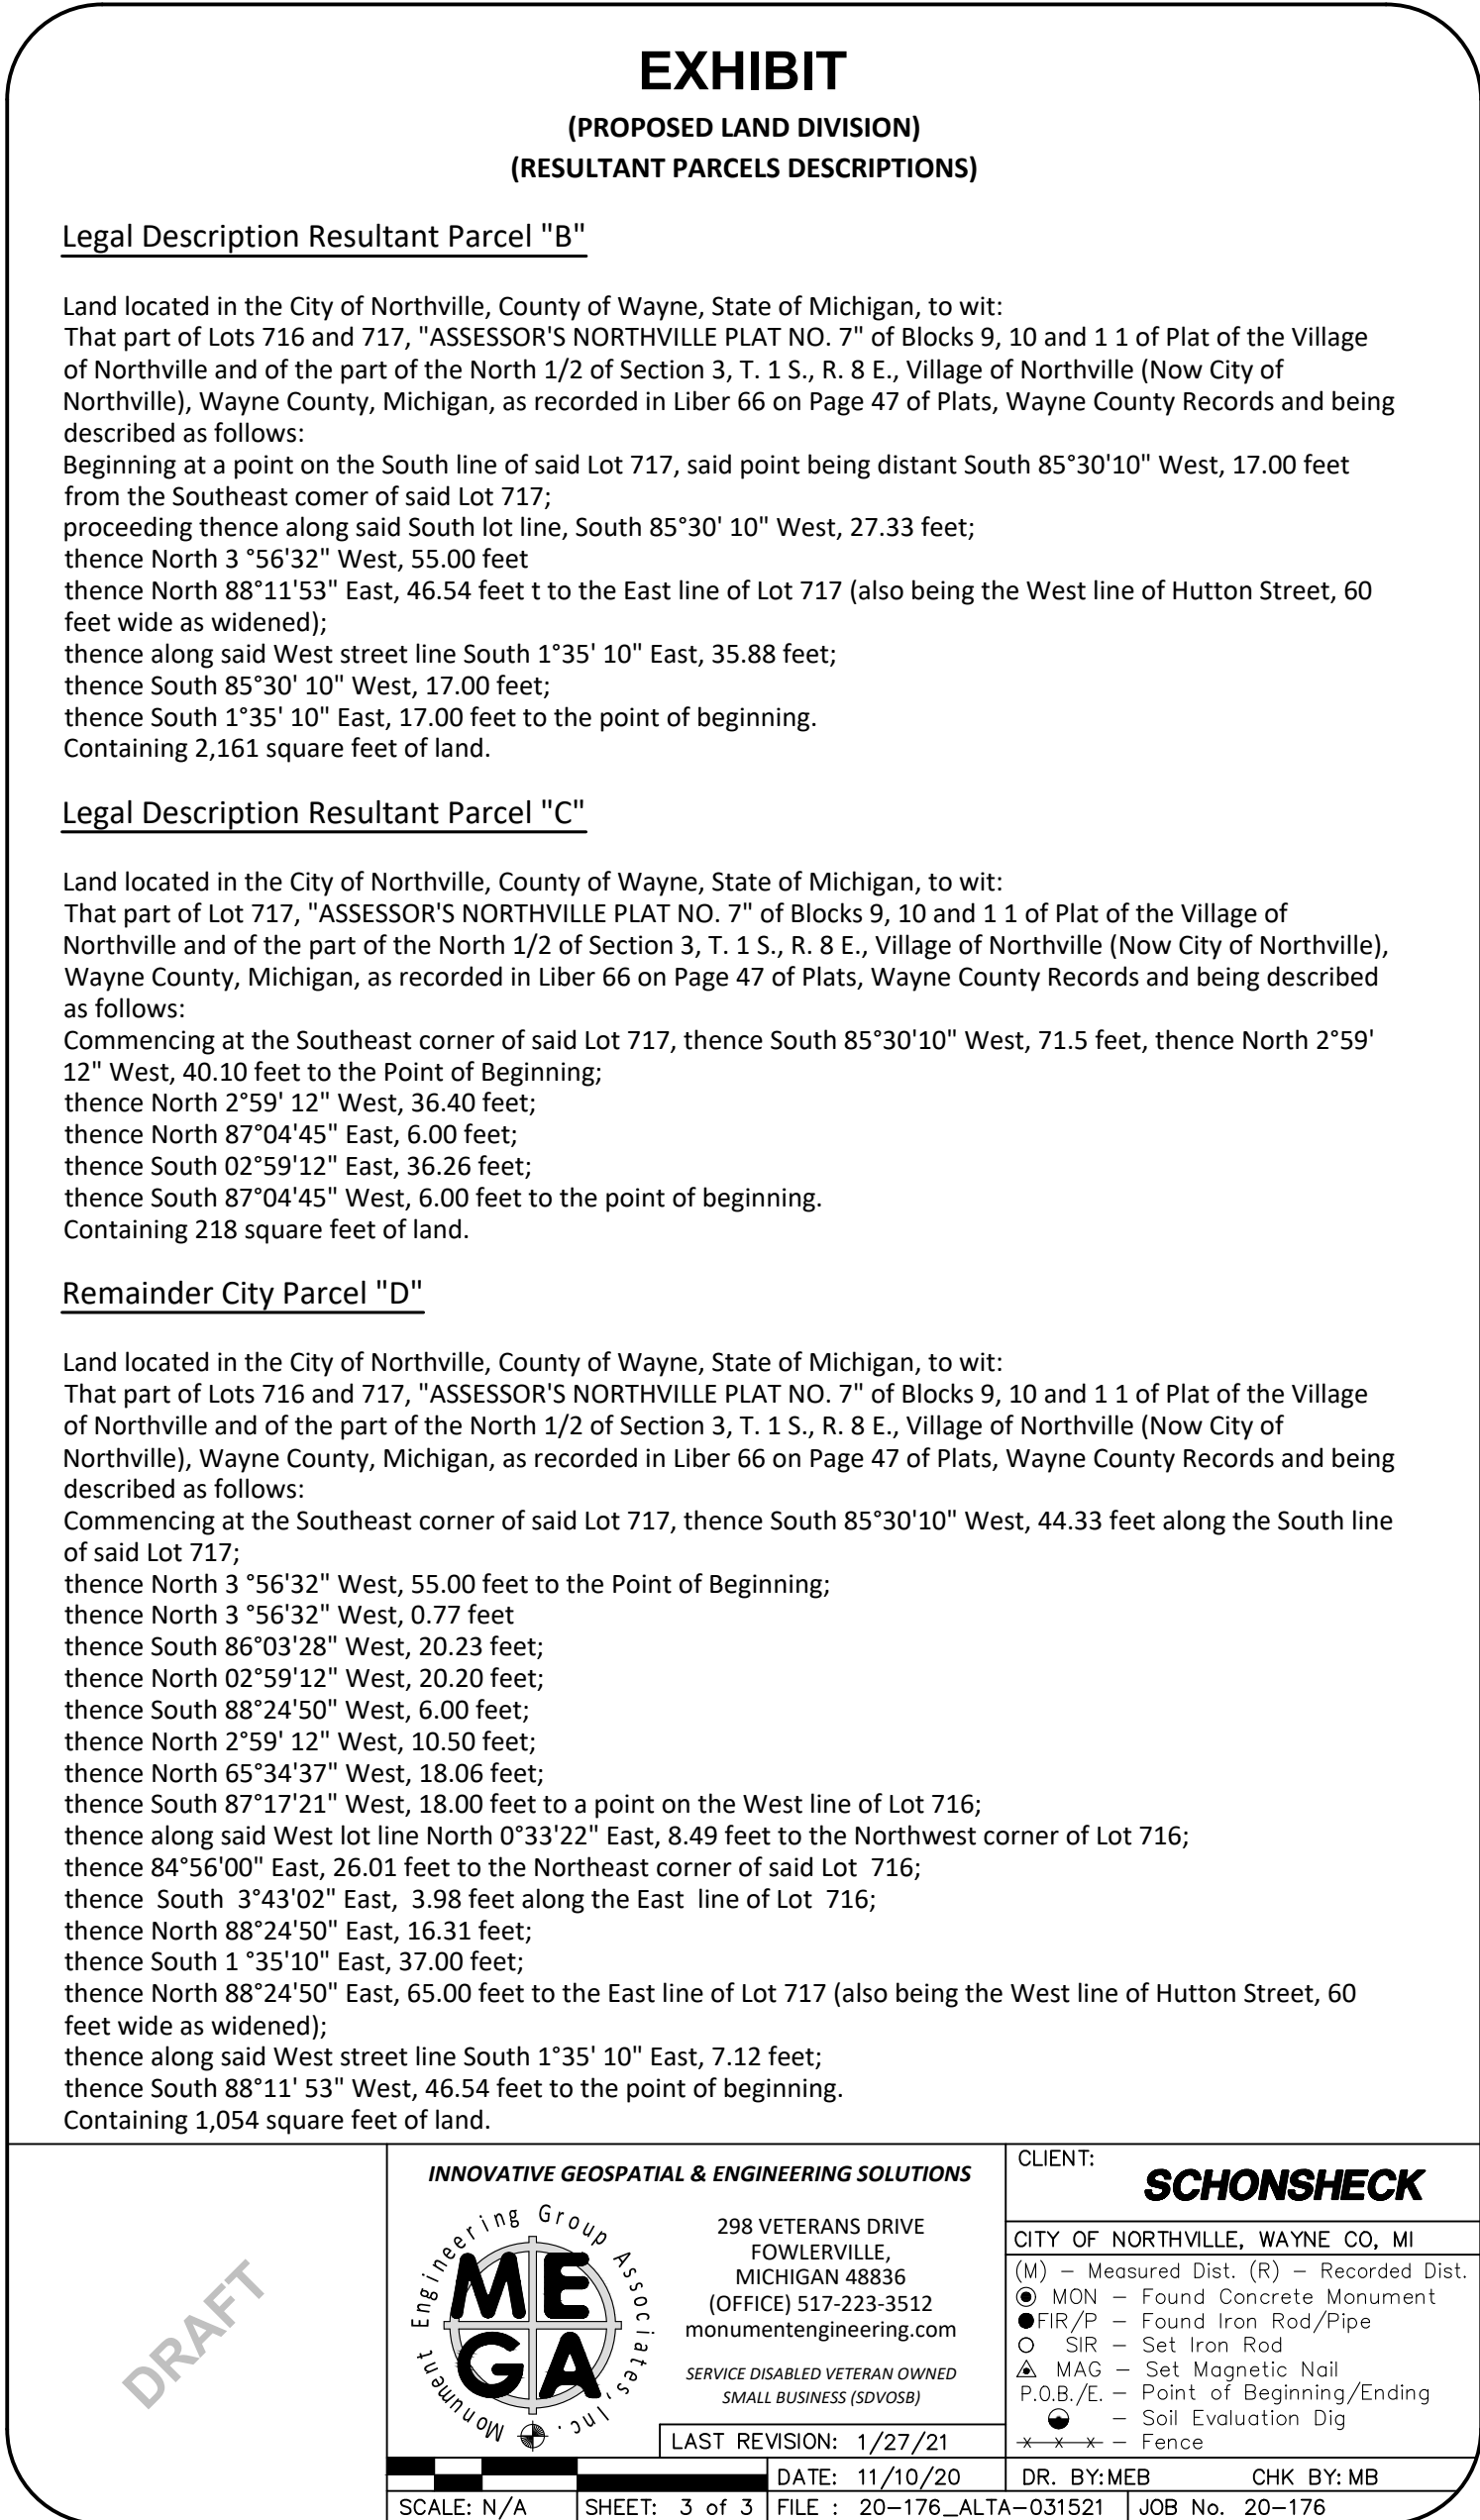 EXHIBIT
(PROPOSED LAND DIVISION)
(RESULTANT PARCELS DESCRIPTIONS)
Legal Description Resultant Parcel "B"
Land located in the City of Northville, County of Wayne, State of Michigan, to wit:
That part of Lots 716 and 717, "ASSESSOR'S NORTHVILLE PLAT NO. 7" of Blocks 9, 10 and 1 1 of Plat of the Village
of Northville and of the part of the North 1/2 of Section 3, T. 1 S., R. 8 E., Village of Northville (Now City of
Northville), Wayne County, Michigan, as recorded in Liber 66 on Page 47 of Plats, Wayne County Records and being
described as follows:
Beginning at a point on the South line of said Lot 717, said point being distant South 85°30'10" West, 17.00 feet
from the Southeast comer of said Lot 717;
proceeding thence along said South lot line, South 85°30' 10" West, 27.33 feet;
thence North 3 °56'32" West, 55.00 feet
thence North 88°11'53" East, 46.54 feet t to the East line of Lot 717 (also being the West line of Hutton Street, 60
feet wide as widened);
thence along said West street line South 1°35' 10" East, 35.88 feet;
thence South 85°30' 10" West, 17.00 feet;
thence South 1°35' 10" East, 17.00 feet to the point of beginning.
Containing 2,161 square feet of land.
Legal Description Resultant Parcel "C"
Land located in the City of Northville, County of Wayne, State of Michigan, to wit:
That part of Lot 717, "ASSESSOR'S NORTHVILLE PLAT NO. 7" of Blocks 9, 10 and 1 1 of Plat of the Village of
Northville and of the part of the North 1/2 of Section 3, T. 1 S., R. 8 E., Village of Northville (Now City of Northville),
Wayne County, Michigan, as recorded in Liber 66 on Page 47 of Plats, Wayne County Records and being described
as follows:
Commencing at the Southeast corner of said Lot 717, thence South 85°30'10" West, 71.5 feet, thence North 2°59'
12" West, 40.10 feet to the Point of Beginning;
thence North 2°59' 12" West, 36.40 feet;
thence North 87°04'45" East, 6.00 feet;
thence South 02°59'12" East, 36.26 feet;
thence South 87°04'45" West, 6.00 feet to the point of beginning.
Containing 218 square feet of land.
Remainder City Parcel "D"
Land located in the City of Northville, County of Wayne, State of Michigan, to wit:
That part of Lots 716 and 717, "ASSESSOR'S NORTHVILLE PLAT NO. 7" of Blocks 9, 10 and 1 1 of Plat of the Village
of Northville and of the part of the North 1/2 of Section 3, T. 1 S., R. 8 E., Village of Northville (Now City of
Northville), Wayne County, Michigan, as recorded in Liber 66 on Page 47 of Plats, Wayne County Records and being
described as follows:
Commencing at the Southeast corner of said Lot 717, thence South 85°30'10" West, 44.33 feet along the South line
of said Lot 717;
thence North 3 °56'32" West, 55.00 feet to the Point of Beginning;
thence North 3 °56'32" West, 0.77 feet
thence South 86°03'28" West, 20.23 feet;
thence North 02°59'12" West, 20.20 feet;
thence South 88°24'50" West, 6.00 feet;
thence North 2°59' 12" West, 10.50 feet;
thence North 65°34'37" West, 18.06 feet;
thence South 87°17'21" West, 18.00 feet to a point on the West line of Lot 716;
thence along said West lot line North 0°33'22" East, 8.49 feet to the Northwest corner of Lot 716;
thence 84°56'00" East, 26.01 feet to the Northeast corner of said Lot 716;
thence South 3°43'02" East, 3.98 feet along the East line of Lot 716;
thence North 88°24'50" East, 16.31 feet;
thence South 1 °35'10" East, 37.00 feet;
thence North 88°24'50" East, 65.00 feet to the East line of Lot 717 (also being the West line of Hutton Street, 60
feet wide as widened);
thence along said West street line South 1°35' 10" East, 7.12 feet;
thence South 88°11' 53" West, 46.54 feet to the point of beginning.
Containing 1,054 square feet of land.
DRAFT
INNOVATIVE GEOSPATIAL & ENGINEERING SOLUTIONS
Monument Engineering Group Associates, Inc.
ME
GA
298 VETERANS DRIVE
FOWLERVILLE,
MICHIGAN 48836
(OFFICE) 517-223-3512
monumentengineering.com
SERVICE DISABLED VETERAN OWNED
SMALL BUSINESS (SDVOSB)
CLIENT:
SCHONSHECK
CITY OF NORTHVILLE, WAYNE CO, MI
(M) – Measured Dist. (R) – Recorded Dist.
MON – Found Concrete Monument
FIR/P – Found Iron Rod/Pipe
SIR – Set Iron Rod
MAG – Set Magnetic Nail
P.O.B./E. – Point of Beginning/Ending
– Soil Evaluation Dig
x x x – Fence
LAST REVISION: 1/27/21
DATE: 11/10/20
DR. BY:MEB CHK BY: MB
SCALE: N/A SHEET: 3 of 3 FILE : 20-176_ALTA-031521 JOB No. 20-176